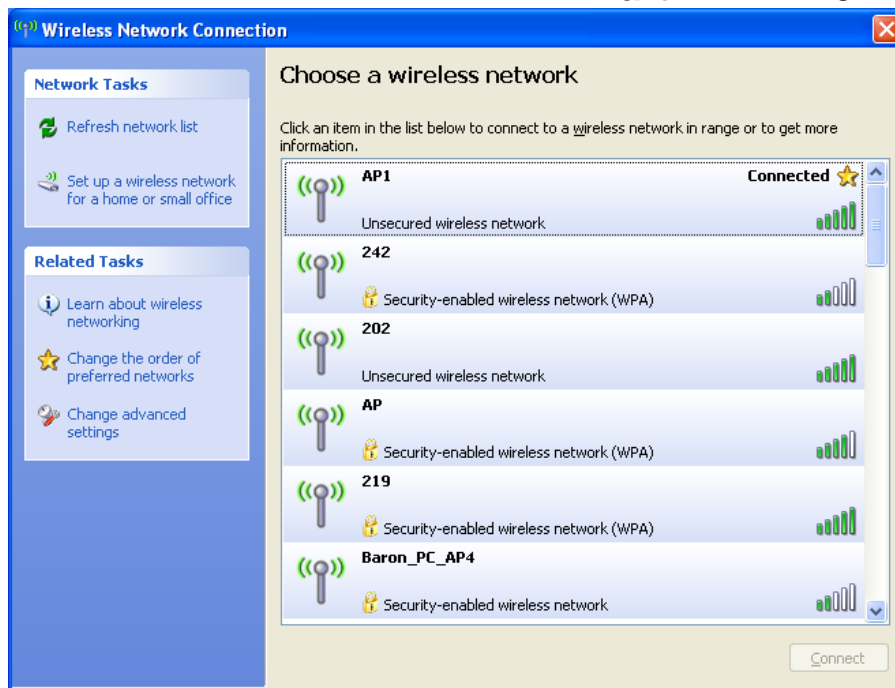 Wireless Network Connection
Network Tasks
Refresh network list
Set up a wireless network
for a home or small office
Related Tasks
Learn about wireless
networking
Change the order of
preferred networks
Change advanced
settings
Choose a wireless network
Click an item in the list below to connect to a wireless network in range or to get more
information.
AP1 Connected
Unsecured wireless network
242
Security-enabled wireless network (WPA)
202
Unsecured wireless network
AP
Security-enabled wireless network (WPA)
219
Security-enabled wireless network (WPA)
Baron_PC_AP4
Security-enabled wireless network
Connect